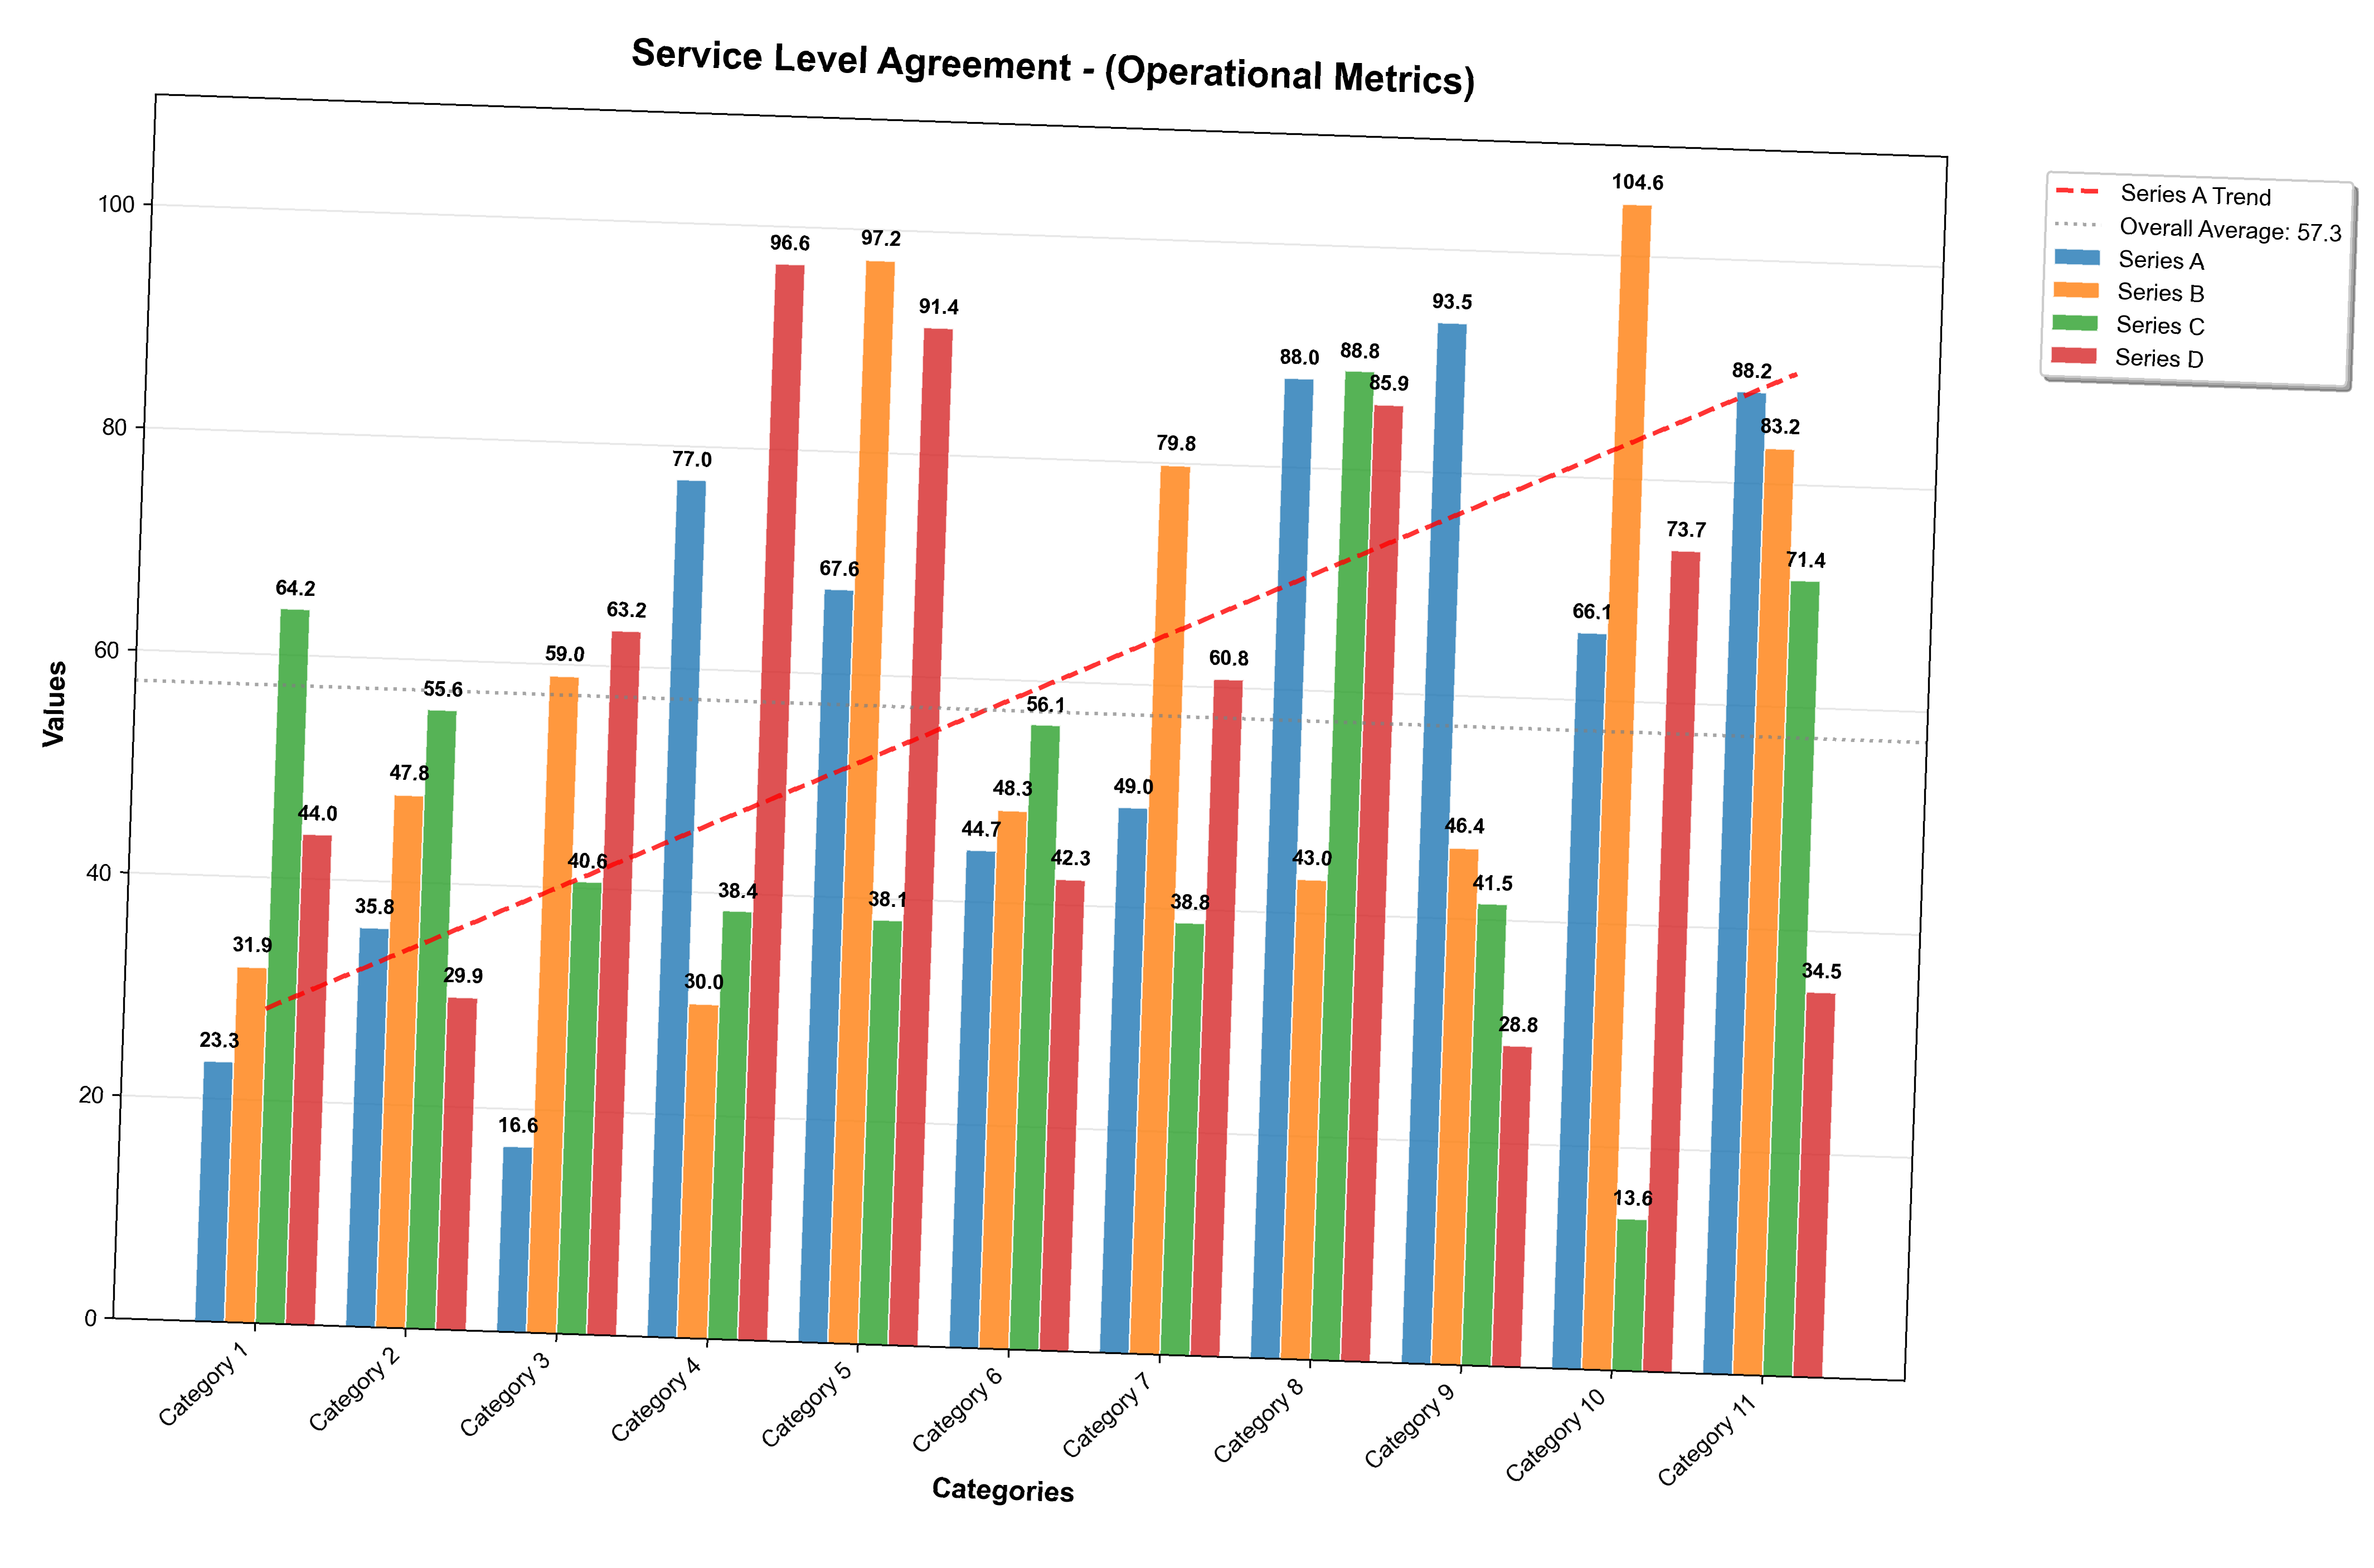 Service Level Agreement - (Operational Metrics)
Series A Trend
Overall Average: 57.3
Series A
Series B
Series C
Series D
Values
100
80
60
40
20
0
23.3
31.9
64.2
44.0
35.8
47.8
55.6
29.9
16.6
59.0
40.6
63.2
77.0
30.0
38.4
96.6
67.6
97.2
38.1
91.4
44.7
48.3
56.1
42.3
49.0
79.8
38.8
60.8
88.0
43.0
88.8
85.9
93.5
46.4
41.5
28.8
66.1
104.6
13.6
73.7
88.2
83.2
71.4
34.5
Category 1
Category 2
Category 3
Category 4
Category 5
Category 6
Category 7
Category 8
Category 9
Category 10
Category 11
Categories